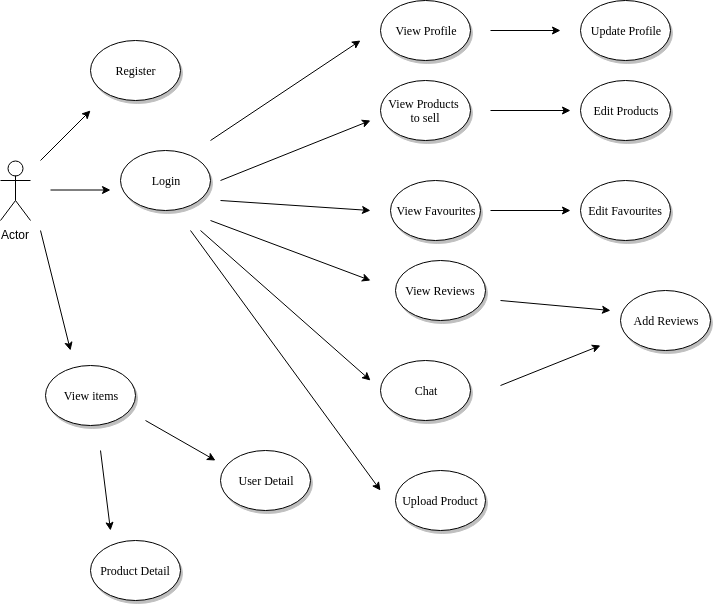 View Profile
Update Profile
Register
View Products
to sell
Edit Products
Login
Actor
View Favourites
Edit Favourites
View Reviews
Add Reviews
Chat
View items
User Detail
Upload Product
Product Detail